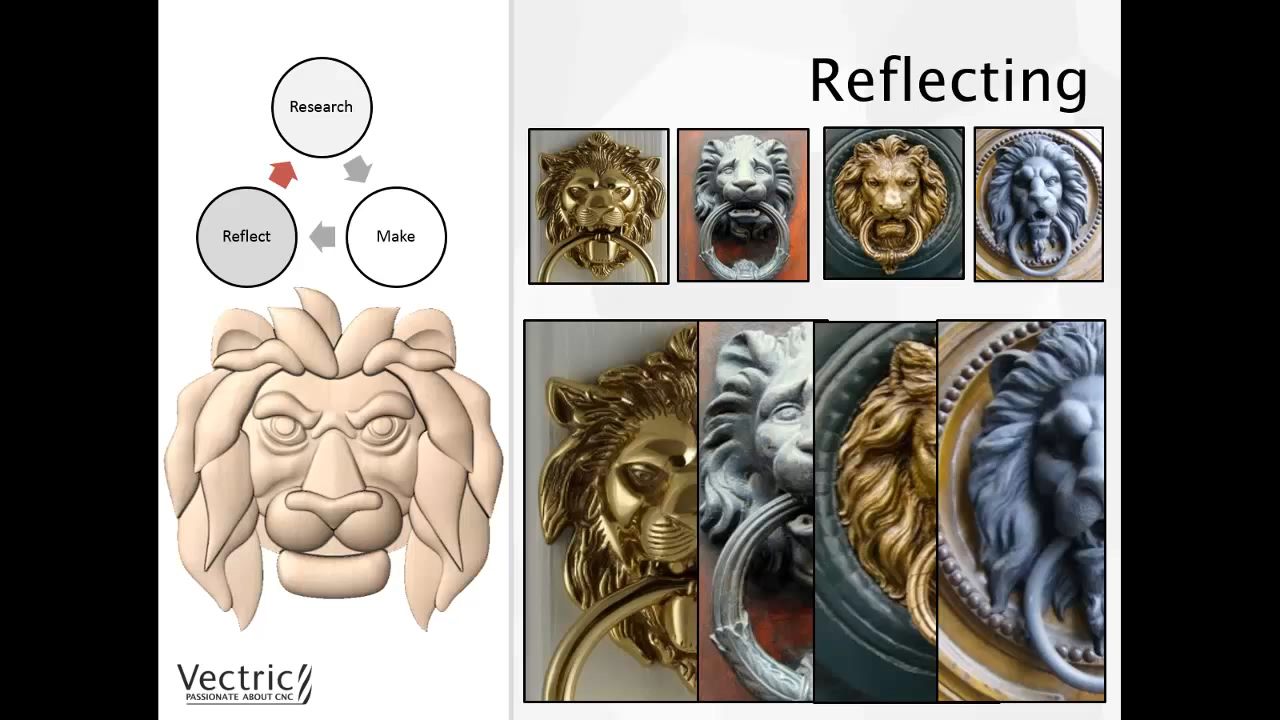 Reflecting
Research
Reflect
Make
Vectric
PASSIONATE ABOUT CNC